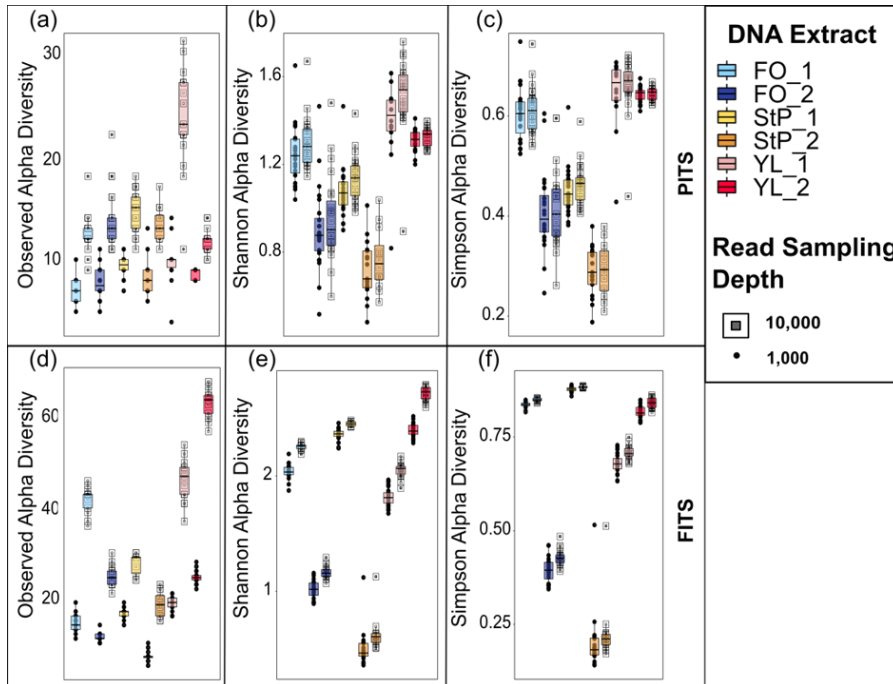 (a)
(b)
(c)
Observed Alpha Diversity
30
20
10
Shannon Alpha Diversity
1.6
1.2
0.8
Simpson Alpha Diversity
0.6
0.4
0.2
PITS
(d)
(e)
(f)
Observed Alpha Diversity
60
40
20
Shannon Alpha Diversity
2
1
Simpson Alpha Diversity
0.75
0.50
0.25
FITS
DNA Extract
FO_1
FO_2
StP_1
StP_2
YL_1
YL_2
Read Sampling
Depth
10,000
1,000